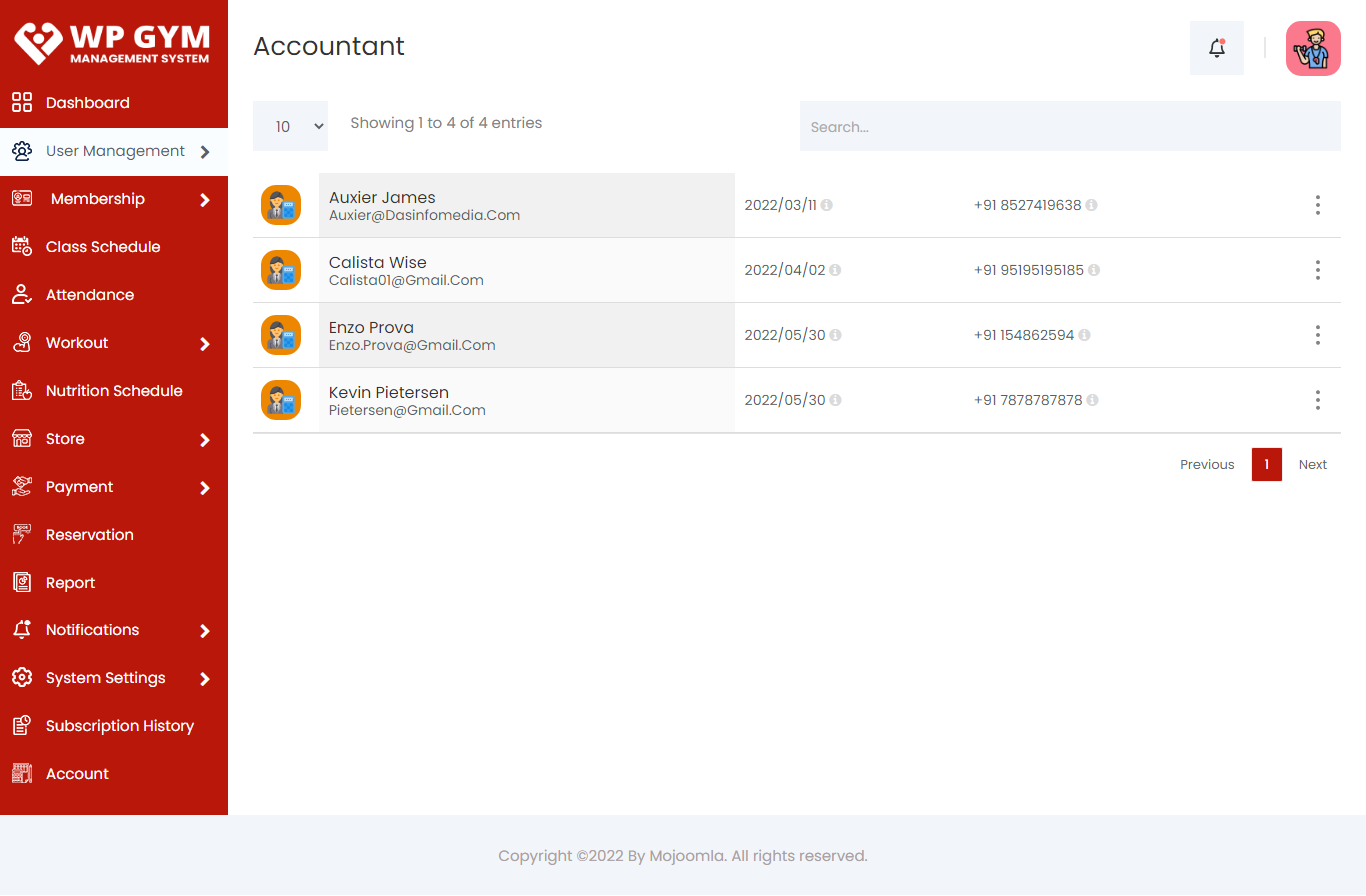 WP GYM
MANAGEMENT SYSTEM
Dashboard
User Management
Membership
Class Schedule
Attendance
Workout
Nutrition Schedule
Store
Payment
Reservation
Report
Notifications
System Settings
Subscription History
Account
Accountant
10
Showing 1 to 4 of 4 entries
Search...
Auxier James
Auxier@Dasinfomedia.Com
2022/03/11
+91 8527419638
Calista Wise
Calista01@Gmail.Com
2022/04/02
+91 95195195185
Enzo Prova
Enzo.Prova@Gmail.Com
2022/05/30
+91 154862594
Kevin Pietersen
Pietersen@Gmail.Com
2022/05/30
+91 7878787878
Previous
1
Next
Copyright ©2022 By Mojoomla. All rights reserved.